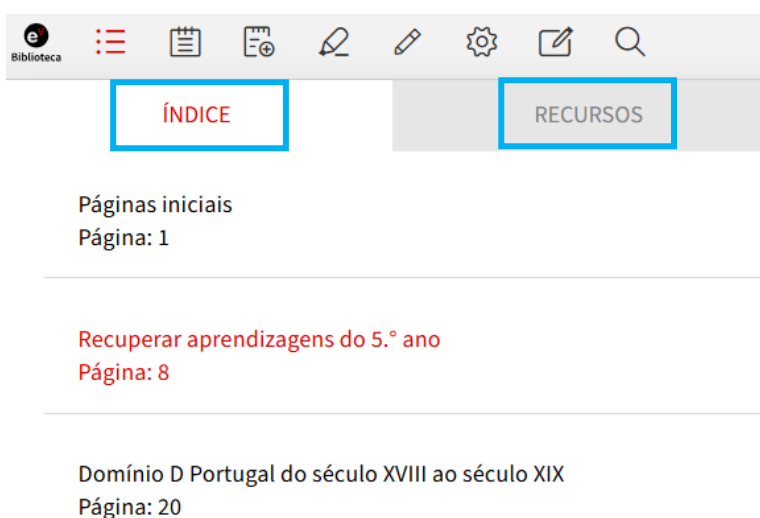 e
Biblioteca
ÍNDICE
RECURSOS
Páginas iniciais
Página: 1
Recuperar aprendizagens do 5.° ano
Página: 8
Domínio D Portugal do século XVIII ao século XIX
Página: 20